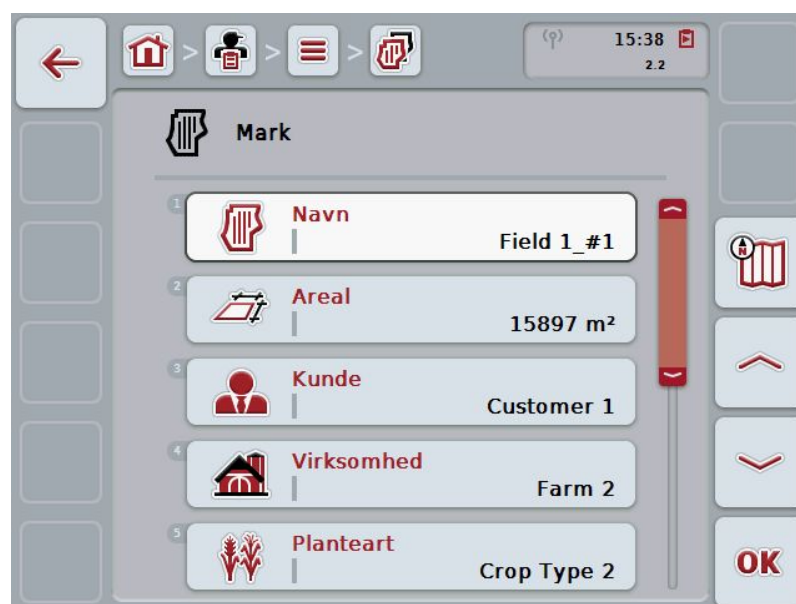 15:38
2.2
Mark
1
Navn
Field 1_#1
2
Areal
15897 m²
3
Kunde
Customer 1
4
Virksomhed
Farm 2
5
Planteart
Crop Type 2
N
OK